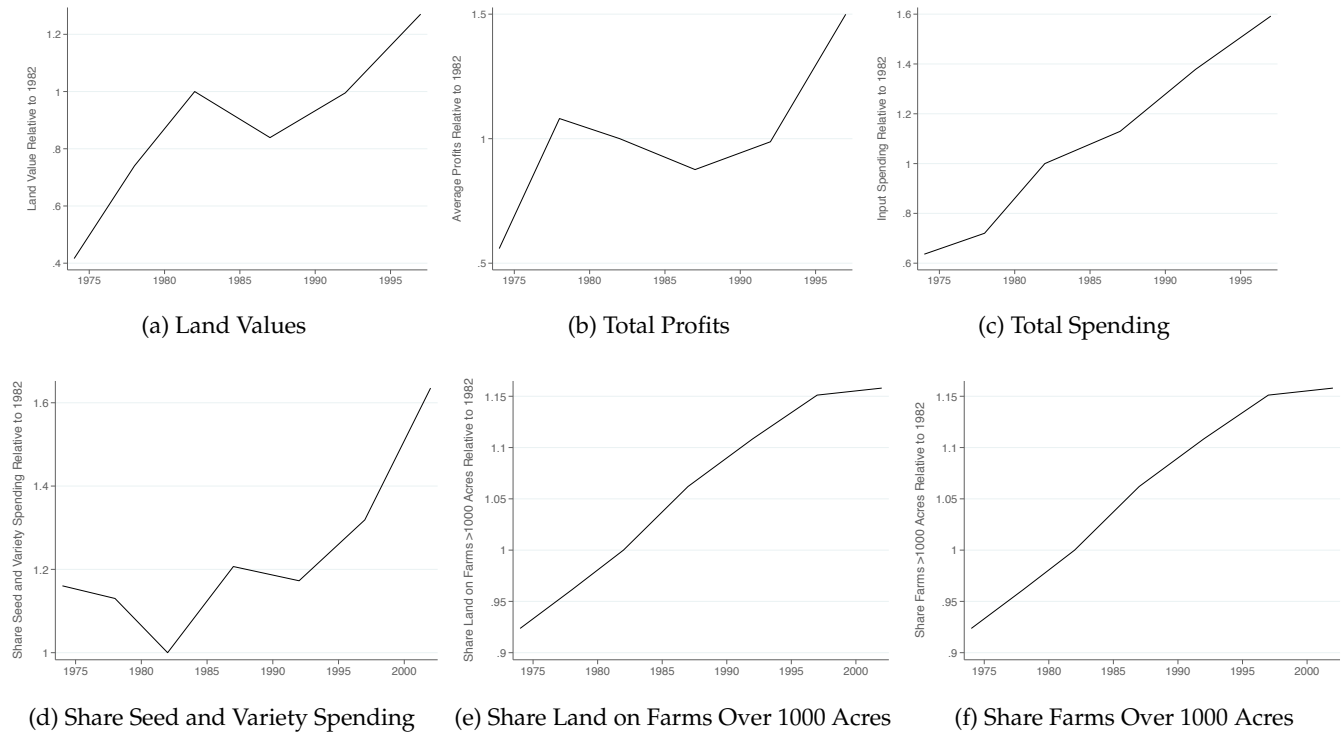 Land Value Relative to 1982
1.2
1
.8
.6
.4
1975 1980 1985 1990 1995
(a) Land Values
Average Profits Relative to 1982
1.5
1
.5
1975 1980 1985 1990 1995
(b) Total Profits
Input Spending Relative to 1982
1.6
1.4
1.2
1
.8
.6
1975 1980 1985 1990 1995
(c) Total Spending
Share Seed and Variety Spending Relative to 1982
1.6
1.4
1.2
1
1975 1980 1985 1990 1995 2000
(d) Share Seed and Variety Spending
Share Land on Farms >1000 Acres Relative to 1982
1.15
1.1
1.05
1
.95
.9
1975 1980 1985 1990 1995 2000
(e) Share Land on Farms Over 1000 Acres
Share Farms >1000 Acres Relative to 1982
1.15
1.1
1.05
1
.95
.9
1975 1980 1985 1990 1995 2000
(f) Share Farms Over 1000 Acres